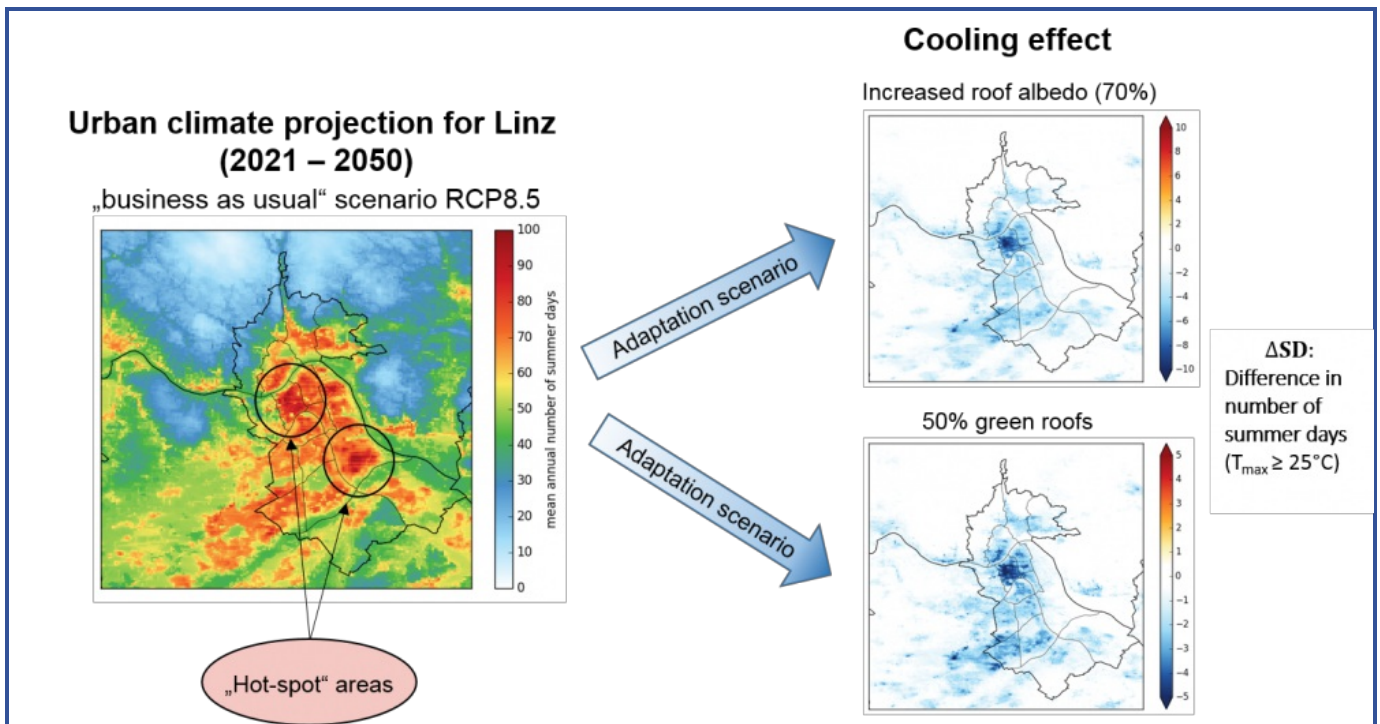 Cooling effect
Urban climate projection for Linz
(2021 – 2050)
„business as usual“ scenario RCP8.5
100
90
80
70
60
50
40
30
20
10
0
mean annual number of summer days
„Hot-spot“ areas
Adaptation scenario
Adaptation scenario
Increased roof albedo (70%)
10
8
6
4
2
0
−2
−4
−6
−8
−10
50% green roofs
5
4
3
2
1
0
−1
−2
−3
−4
−5
ΔSD:
Difference in
number of
summer days
(Tmax ≥ 25°C)